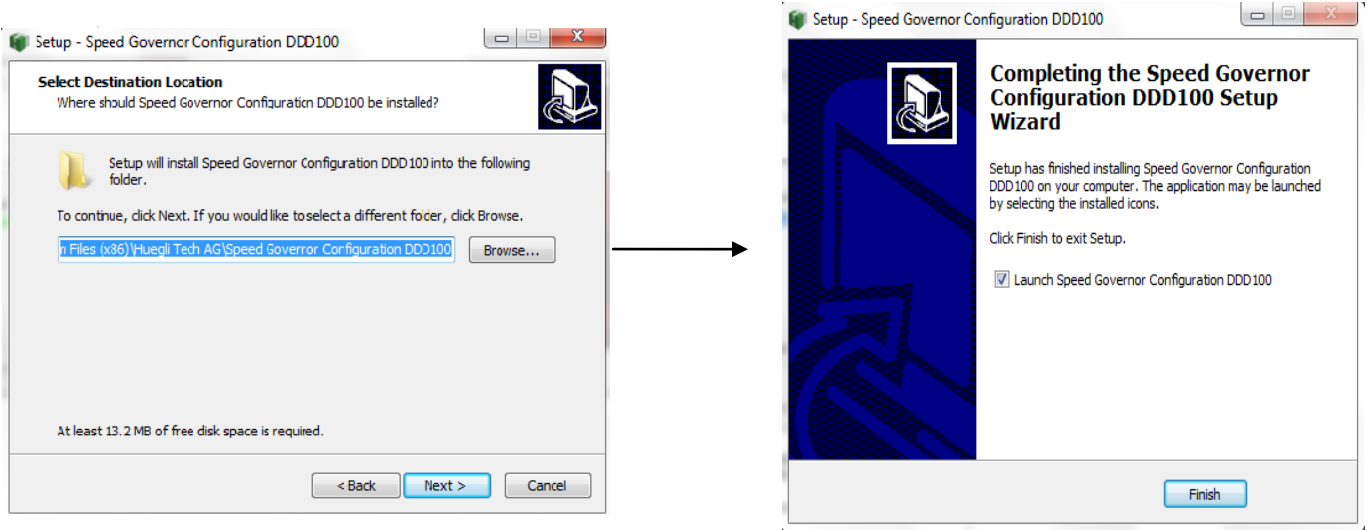 Setup - Speed Governor Configuration DDD100
Select Destination Location
Where should Speed Governor Configuration DDD100 be installed?
Setup will install Speed Governor Configuration DDD100 into the following
folder.
To continue, click Next. If you would like to select a different folder, click Browse.
n Files (x86)\Huegli Tech AG\Speed Governor Configuration DDD100
Browse...
At least 13.2 MB of free disk space is required.
< Back
Next >
Cancel
Setup - Speed Governor Configuration DDD100
Completing the Speed Governor
Configuration DDD100 Setup
Wizard
Setup has finished installing Speed Governor Configuration
DDD100 on your computer. The application may be launched
by selecting the installed icons.
Click Finish to exit Setup.
Launch Speed Governor Configuration DDD100
Finish